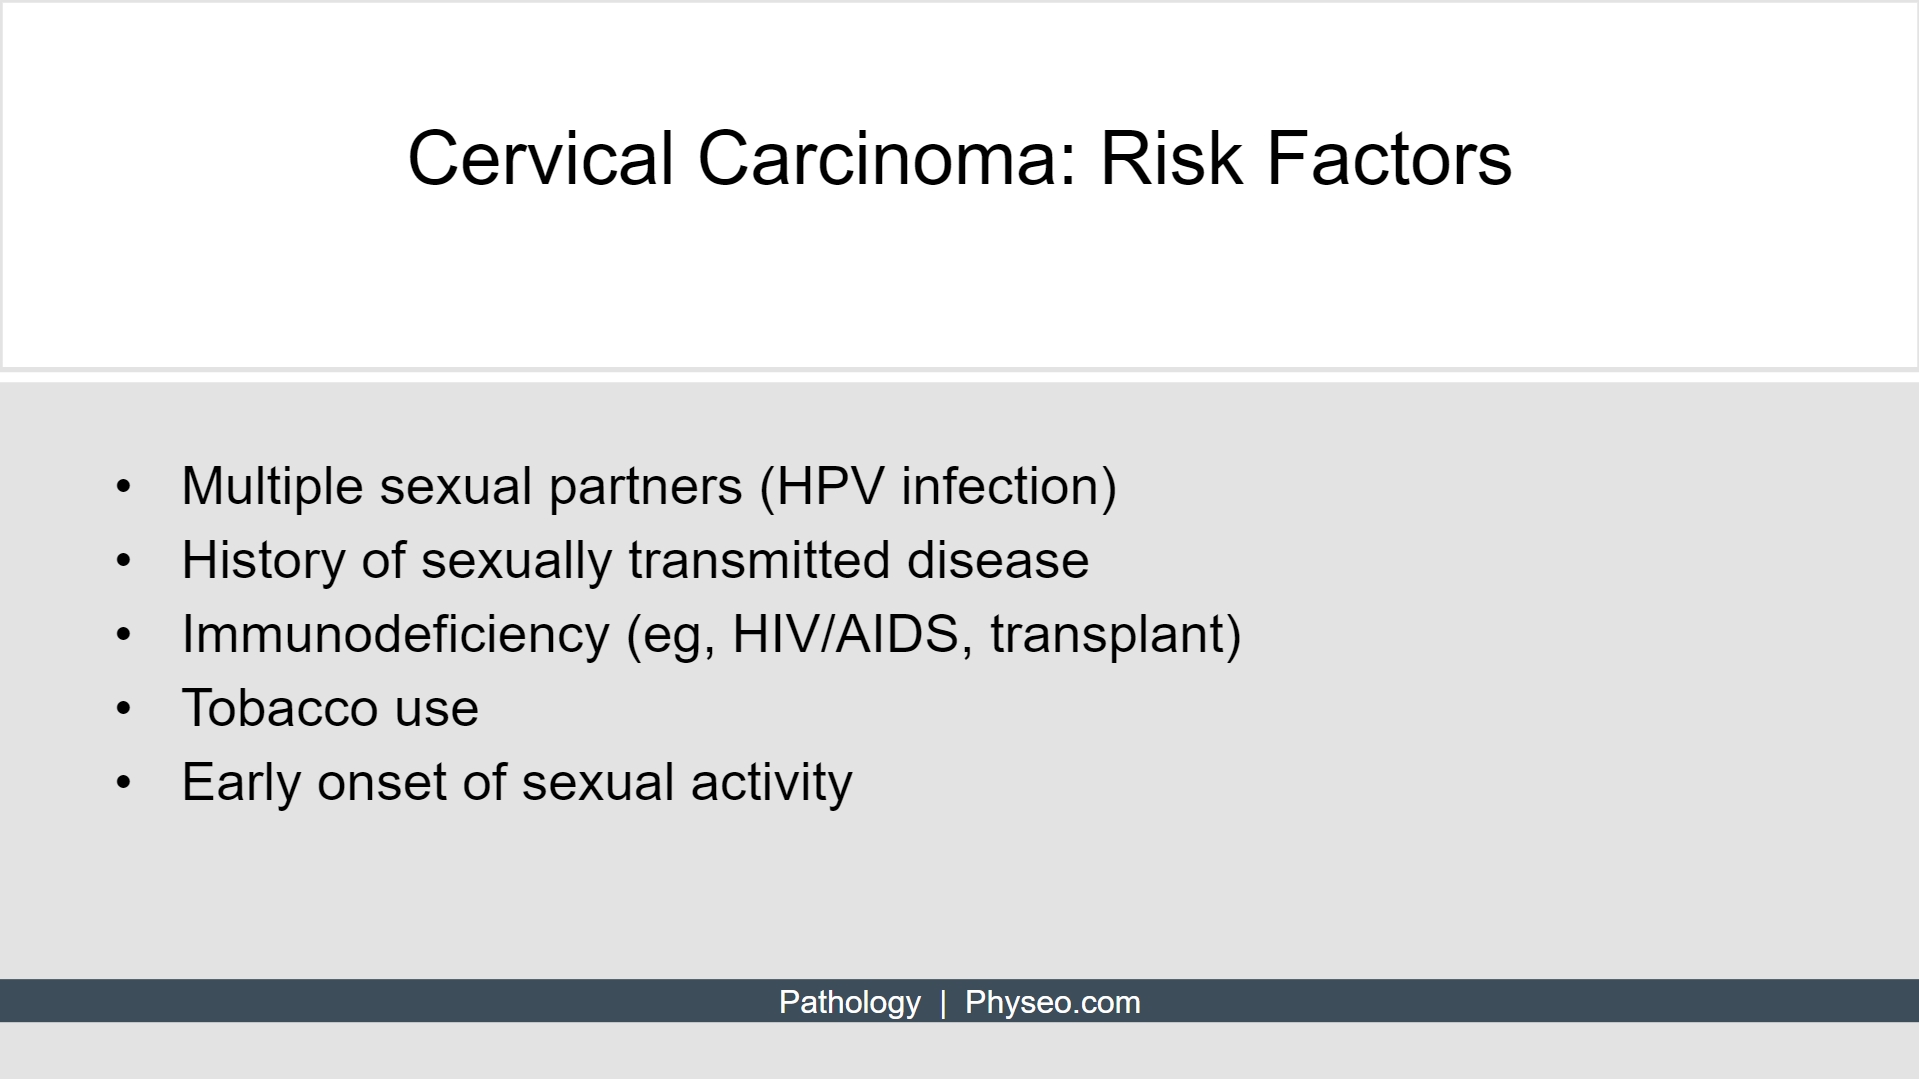 Cervical Carcinoma: Risk Factors
• Multiple sexual partners (HPV infection)
• History of sexually transmitted disease
• Immunodeficiency (eg, HIV/AIDS, transplant)
• Tobacco use
• Early onset of sexual activity
Pathology | Physeo.com